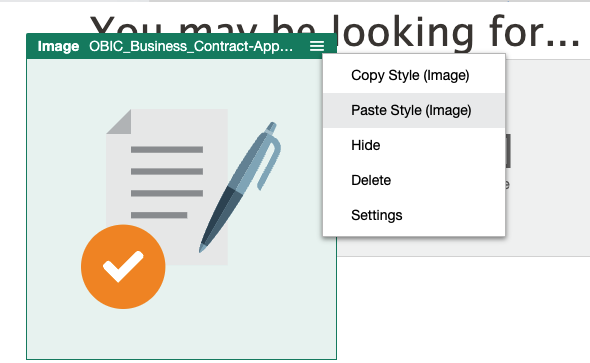 You may be looking for...
Image OBIC_Business_Contract-App...
Copy Style (Image)
Paste Style (Image)
Hide
Delete
Settings